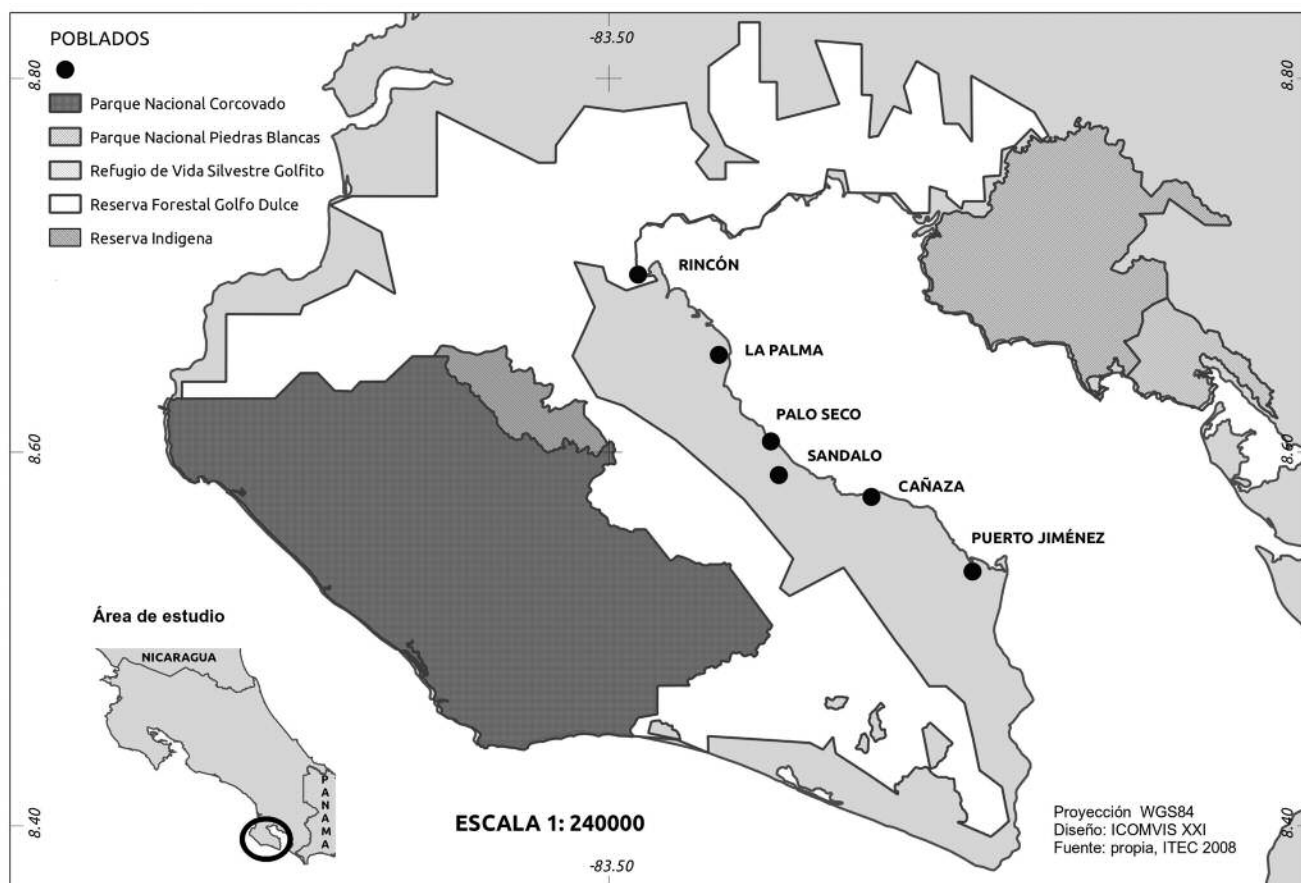 POBLADOS
Parque Nacional Corcovado
Parque Nacional Piedras Blancas
Refugio de Vida Silvestre Golfito
Reserva Forestal Golfo Dulce
Reserva Indigena
-83.50
8.80
8.80
RINCÓN
LA PALMA
PALO SECO
SANDALO
CAÑAZA
PUERTO JIMÉNEZ
8.60
8.60
Área de estudio
NICARAGUA
PANAMA
ESCALA 1: 240000
8.40
8.40
-83.50
Proyección WGS84
Diseño: ICOMVIS XXI
Fuente: propia, ITEC 2008